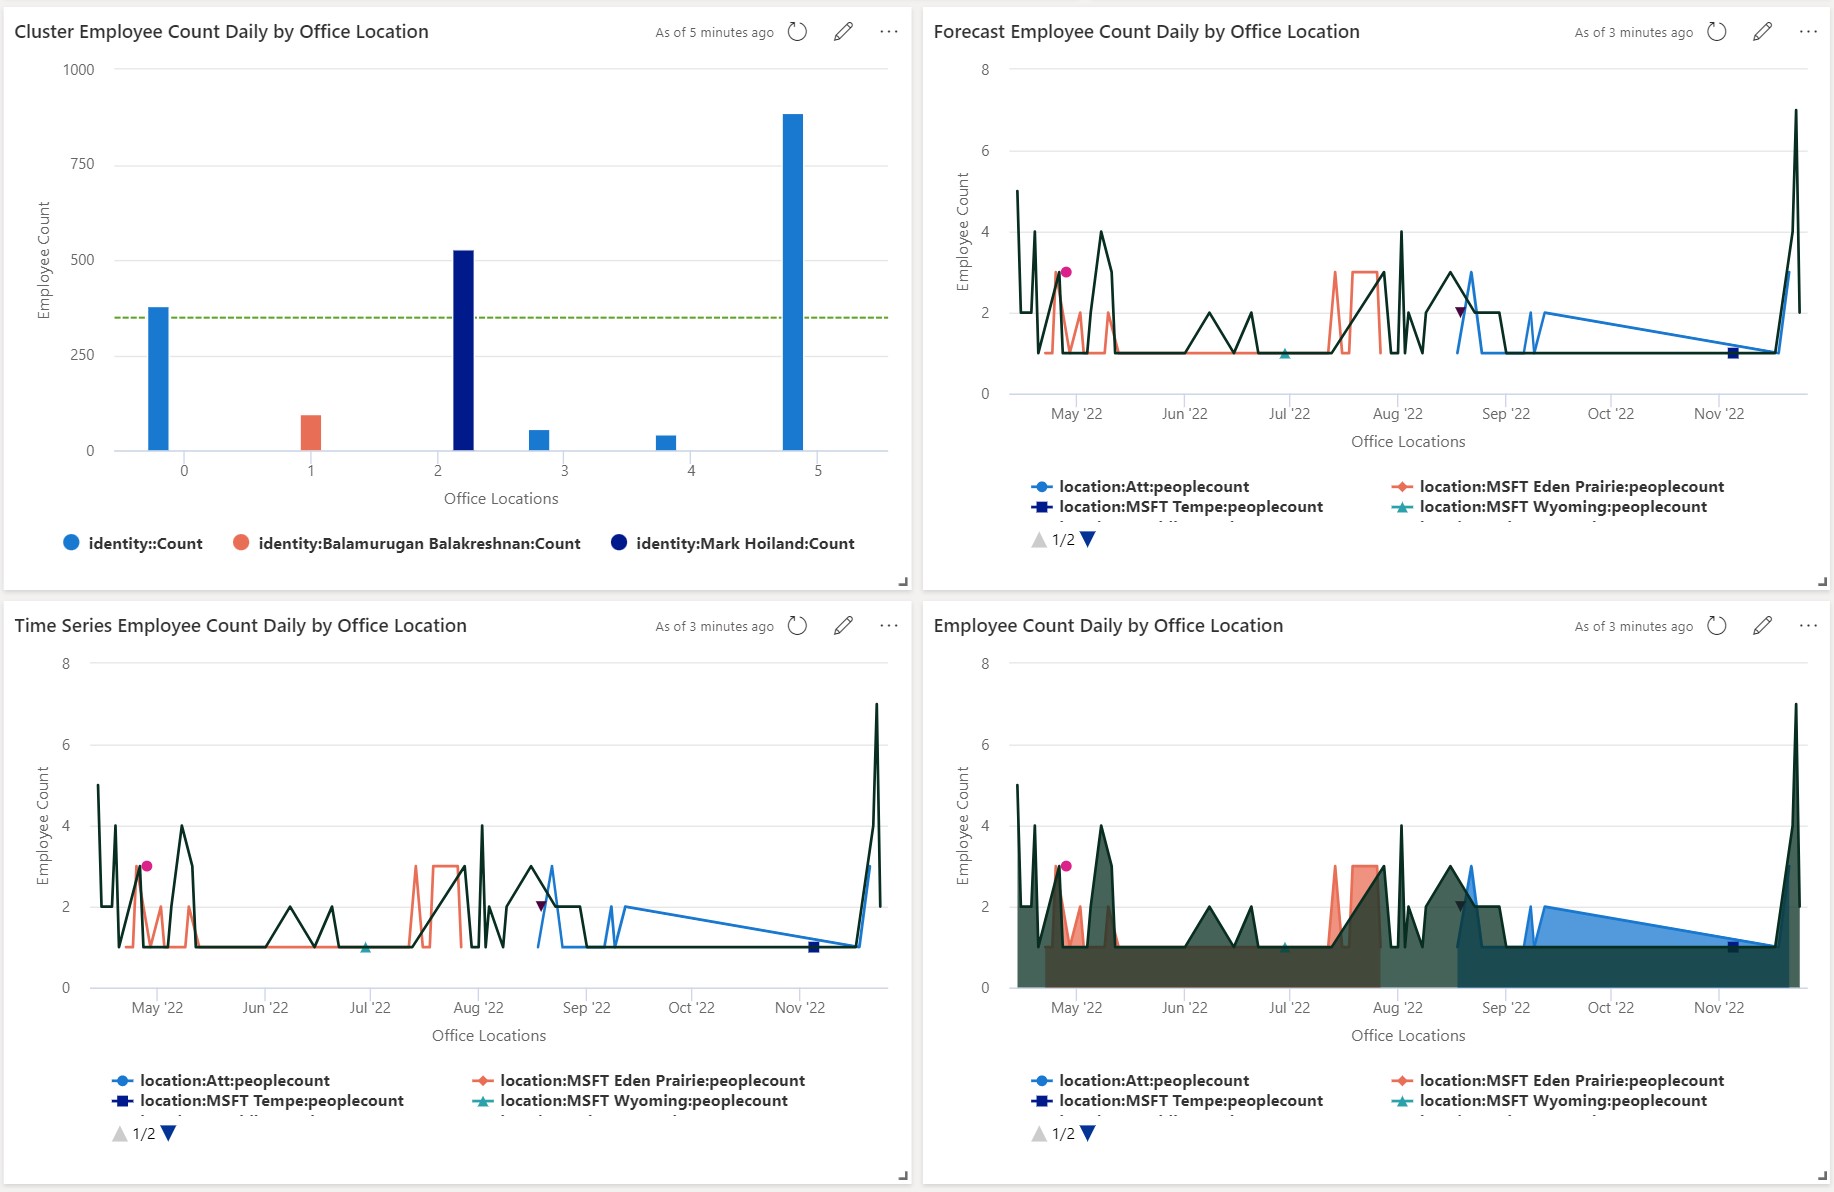 Cluster Employee Count Daily by Office Location
As of 5 minutes ago
1000
750
500
250
0
Employee Count
0 1 2 3 4 5
Office Locations
identity::Count identity:Balamurugan Balakreshnan:Count identity:Mark Hoiland:Count
Forecast Employee Count Daily by Office Location
As of 3 minutes ago
8
6
4
2
0
Employee Count
May '22 Jun '22 Jul '22 Aug '22 Sep '22 Oct '22 Nov '22
Office Locations
location:Att:peoplecount location:MSFT Eden Prairie:peoplecount
location:MSFT Tempe:peoplecount location:MSFT Wyoming:peoplecount
1/2
Time Series Employee Count Daily by Office Location
As of 3 minutes ago
8
6
4
2
0
Employee Count
May '22 Jun '22 Jul '22 Aug '22 Sep '22 Oct '22 Nov '22
Office Locations
location:Att:peoplecount location:MSFT Eden Prairie:peoplecount
location:MSFT Tempe:peoplecount location:MSFT Wyoming:peoplecount
1/2
Employee Count Daily by Office Location
As of 3 minutes ago
8
6
4
2
0
Employee Count
May '22 Jun '22 Jul '22 Aug '22 Sep '22 Oct '22 Nov '22
Office Locations
location:Att:peoplecount location:MSFT Eden Prairie:peoplecount
location:MSFT Tempe:peoplecount location:MSFT Wyoming:peoplecount
1/2